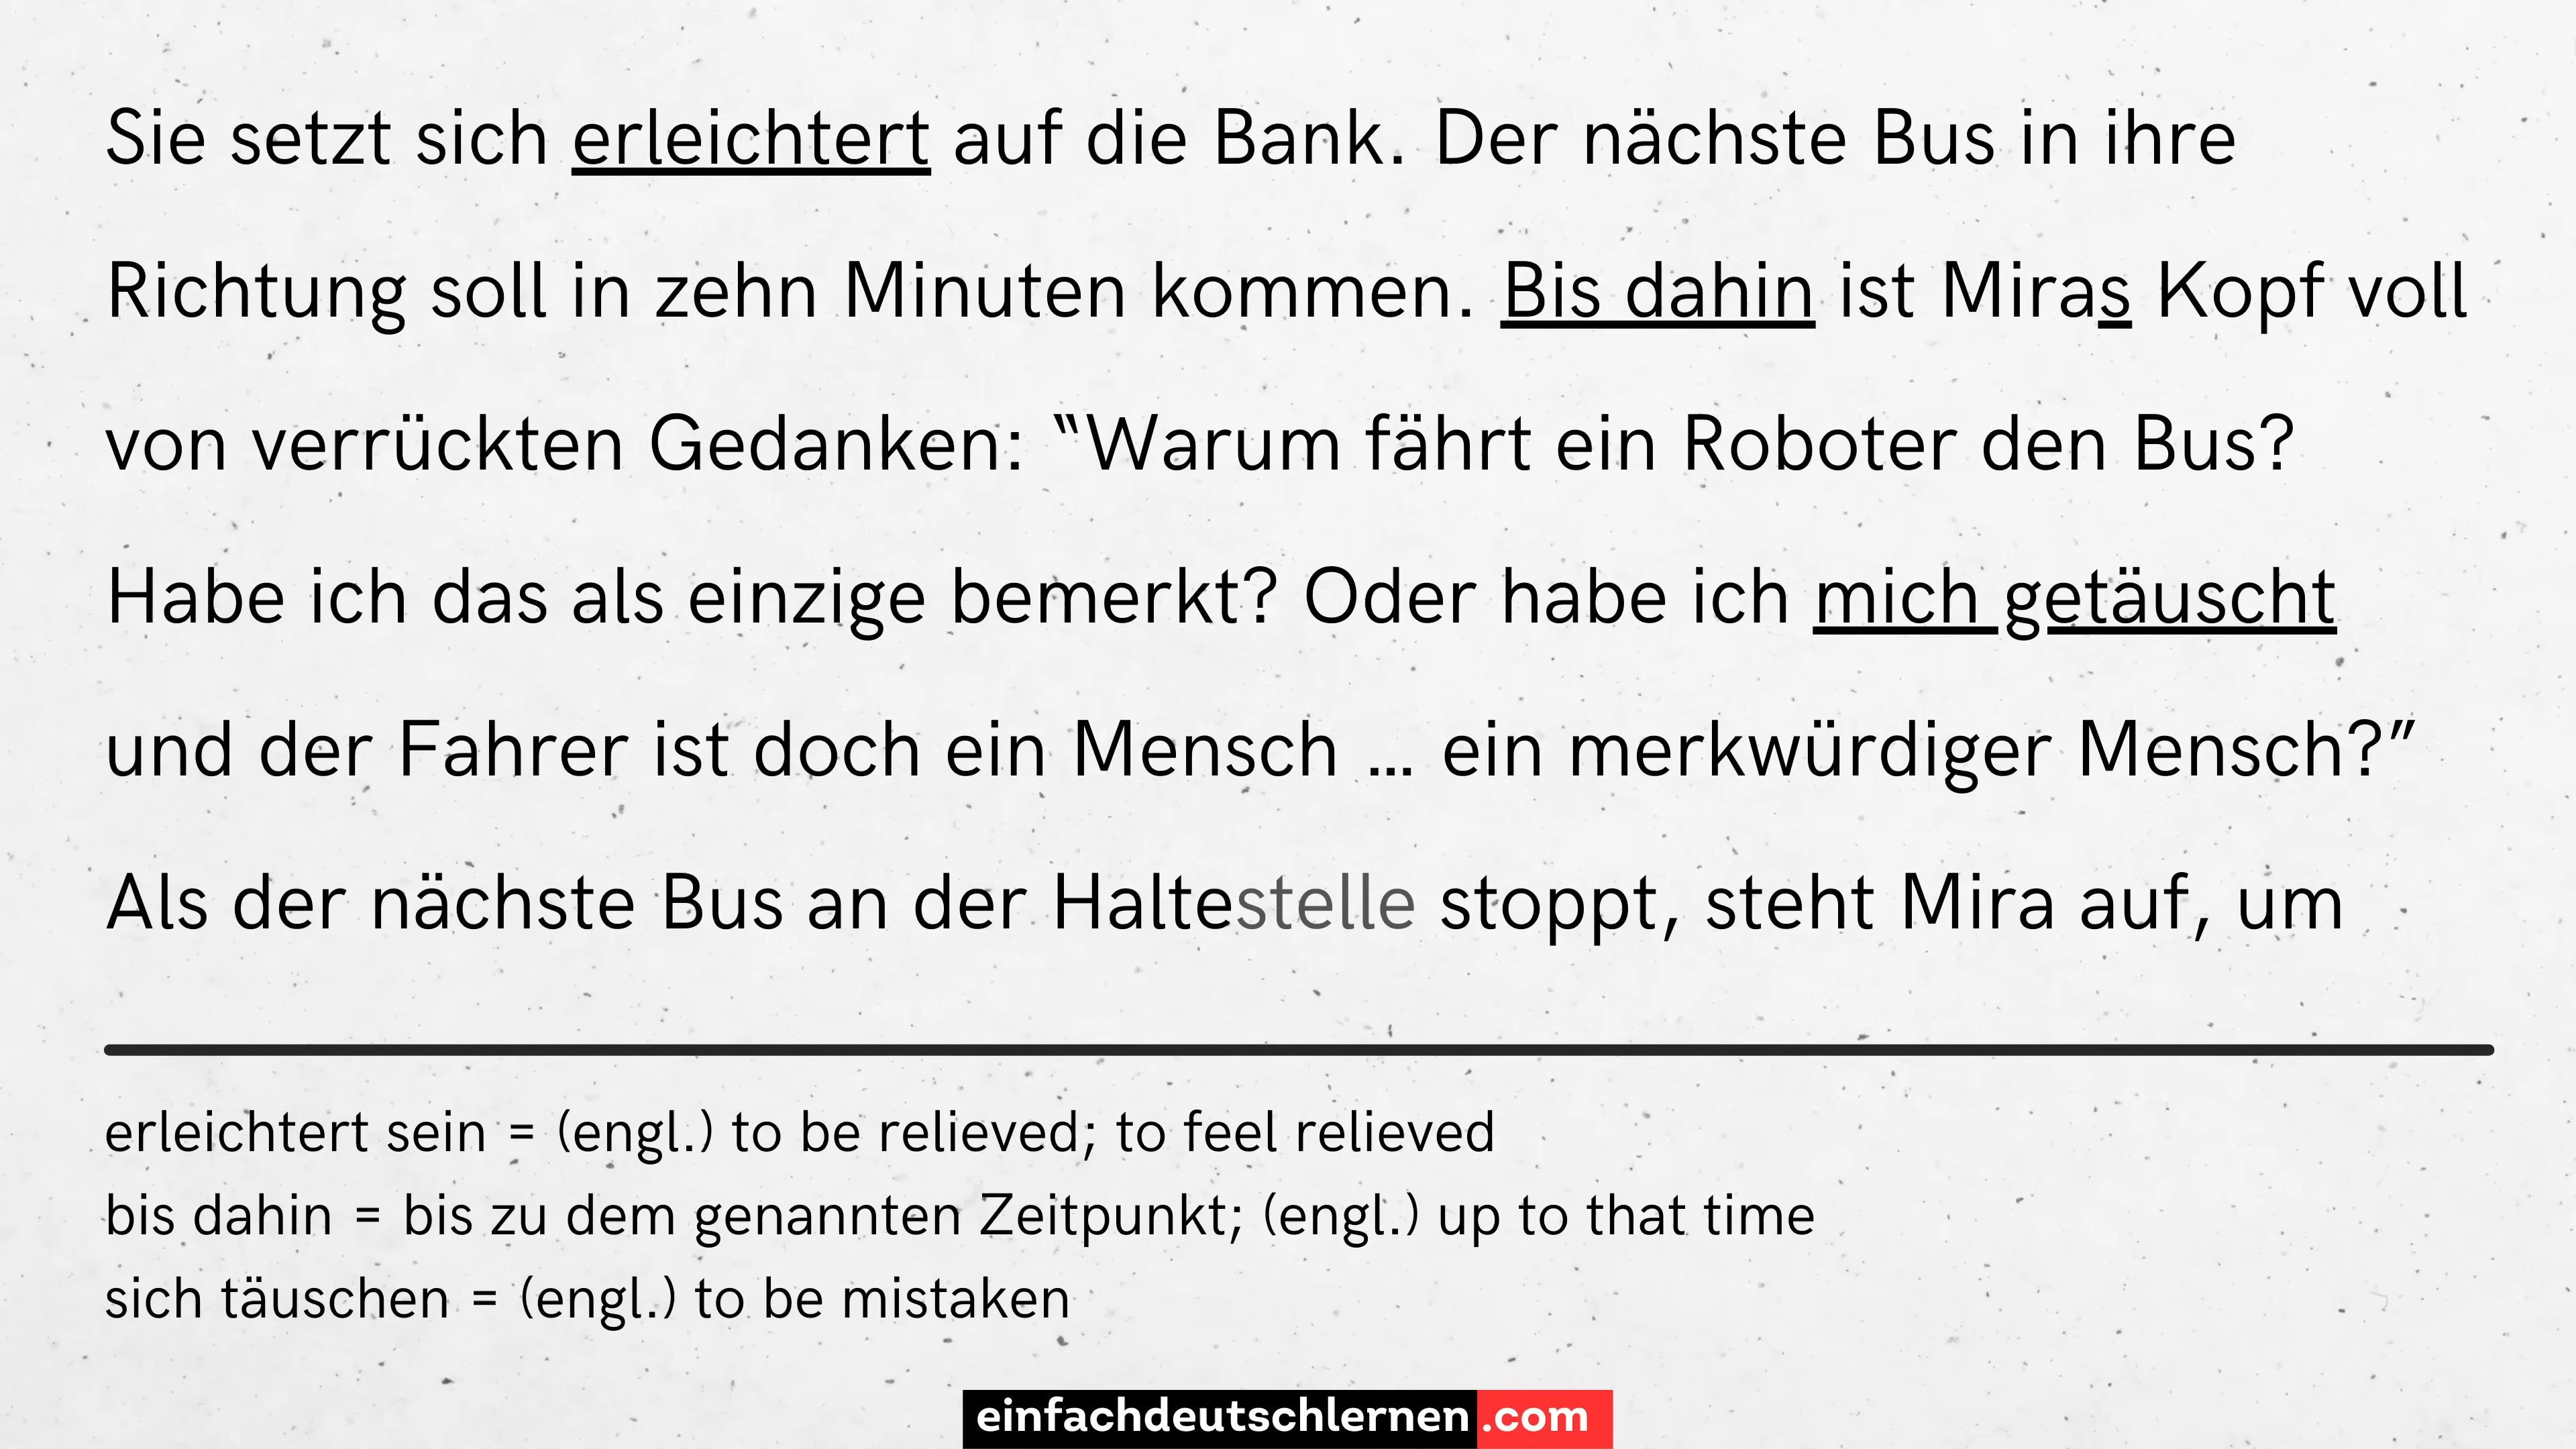 Sie setzt sich erleichtert auf die Bank. Der nächste Bus in ihre
Richtung soll in zehn Minuten kommen. Bis dahin ist Miras Kopf voll
von verrückten Gedanken: “Warum fährt ein Roboter den Bus?
Habe ich das als einzige bemerkt? Oder habe ich mich getäuscht
und der Fahrer ist doch ein Mensch … ein merkwürdiger Mensch?”
Als der nächste Bus an der Haltestelle stoppt, steht Mira auf, um
erleichtert sein = (engl.) to be relieved; to feel relieved
bis dahin = bis zu dem genannten Zeitpunkt; (engl.) up to that time
sich täuschen = (engl.) to be mistaken
einfachdeutschlernen.com